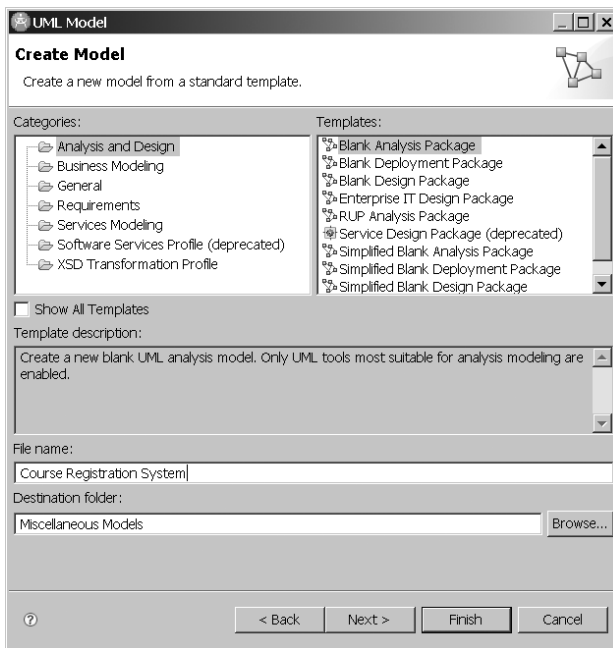 UML Model
Create Model
Create a new model from a standard template.
Categories:
Analysis and Design
Business Modeling
General
Requirements
Services Modeling
Software Services Profile (deprecated)
XSD Transformation Profile
Templates:
Blank Analysis Package
Blank Deployment Package
Blank Design Package
Enterprise IT Design Package
RUP Analysis Package
Service Design Package (deprecated)
Simplified Blank Analysis Package
Simplified Blank Deployment Package
Simplified Blank Design Package
Show All Templates
Template description:
Create a new blank UML analysis model. Only UML tools most suitable for analysis modeling are
enabled.
File name:
Course Registration System
Destination folder:
Miscellaneous Models
Browse...
?
< Back
Next >
Finish
Cancel